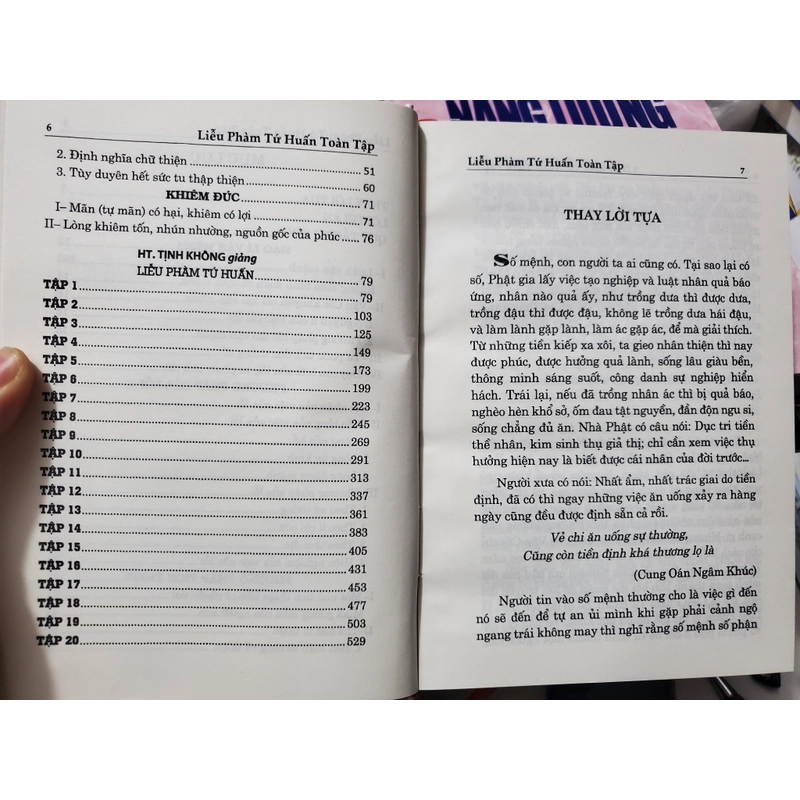 NĂNG LƯỢNG
6
Liễu Phàm Tứ Huấn Toàn Tập
2. Định nghĩa chữ thiện 51
3. Tùy duyên hết sức tu thập thiện 60
KHIÊM ĐỨC 71
I– Mãn (tự mãn) có hại, khiêm có lợi 71
II– Lòng khiêm tốn, nhún nhường, nguồn gốc của phúc 76
HT. TỊNH KHÔNG giảng
LIỄU PHÀM TỨ HUẤN 79
TẬP 1 79
TẬP 2 103
TẬP 3 125
TẬP 4 149
TẬP 5 173
TẬP 6 199
TẬP 7 223
TẬP 8 245
TẬP 9 269
TẬP 10 291
TẬP 11 313
TẬP 12 337
TẬP 13 361
TẬP 14 383
TẬP 15 405
TẬP 16 431
TẬP 17 453
TẬP 18 477
TẬP 19 503
TẬP 20 529
Liễu Phàm Tứ Huấn Toàn Tập
7
THAY LỜI TỰA
Số mệnh, con người ta ai cũng có. Tại sao lại có
số, Phật gia lấy việc tạo nghiệp và luật nhân quả báo
ứng, nhân nào quả ấy, như trồng dưa thì được dưa,
trồng đậu thì được đậu, không lẽ trồng dưa hái đậu,
và làm lành gặp lành, làm ác gặp ác, để mà giải thích.
Từ những tiền kiếp xa xôi, ta gieo nhân thiện thì nay
được phúc, được hưởng quả lành, sống lâu giàu bền,
thông minh sáng suốt, công danh sự nghiệp hiển
hách. Trái lại, nếu đã trồng nhân ác thì bị quả báo,
nghèo hèn khổ sở, ốm đau tật nguyền, đần độn ngu si,
sống chẳng đủ ăn. Nhà Phật có câu nói: Dục tri tiền
thế nhân, kim sinh thụ giả thị; chỉ cần xem việc thụ
hưởng hiện nay là biết được cái nhân của đời trước...
Người xưa có nói: Nhất ẩm, nhất trác giai do tiền
định, đã có thì ngay những việc ăn uống xảy ra hàng
ngày cũng đều được định sẵn cả rồi.
Vẻ chi ăn uống sự thường,
Cũng còn tiền định khá thương lọ là
(Cung Oán Ngâm Khúc)
Người tin vào số mệnh thường cho là việc gì đến
nó sẽ đến để tự an ủi mình khi gặp phải cảnh ngộ
ngang trái không may thì nghĩ rằng số mệnh số phận